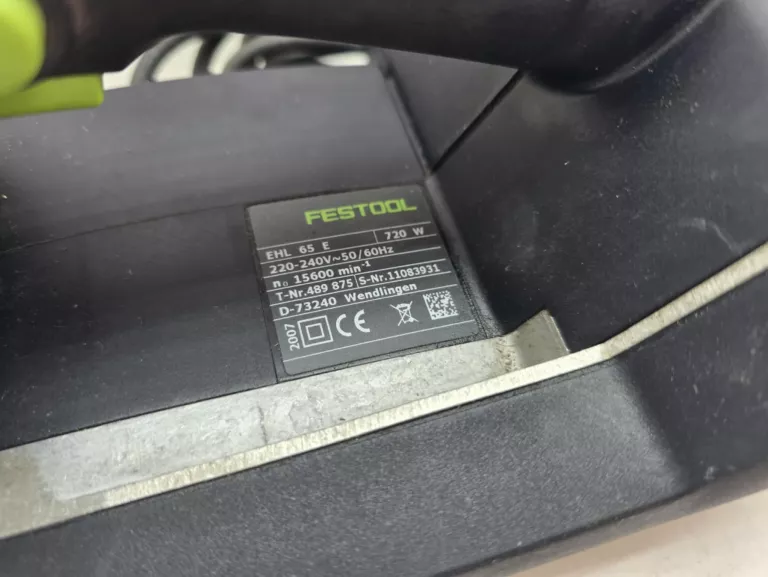 FESTOOL
EHL 65 E 720 W
220-240V~50/60Hz
n₀ 15600 min⁻¹
T-Nr.489 875 S-Nr.11083931
D-73240 Wendlingen
2007 CE